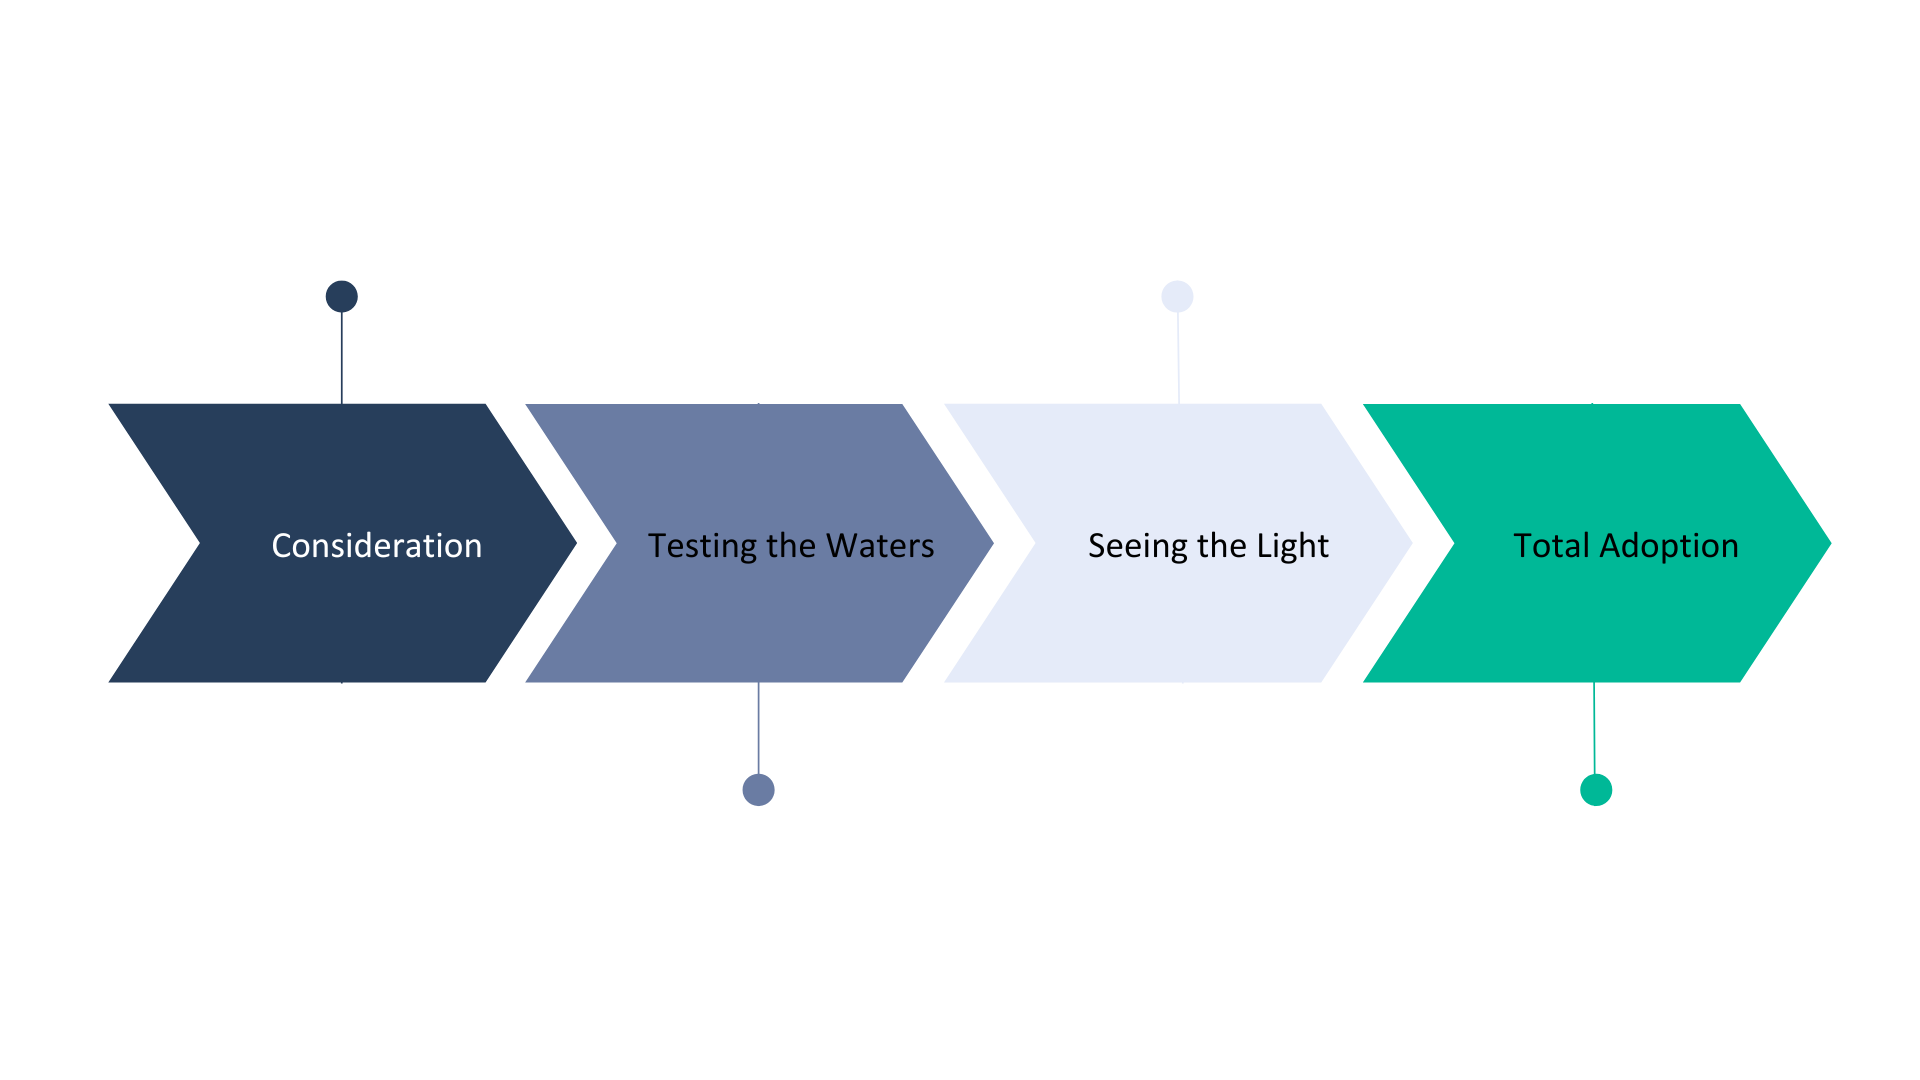 Consideration
Testing the Waters
Seeing the Light
Total Adoption